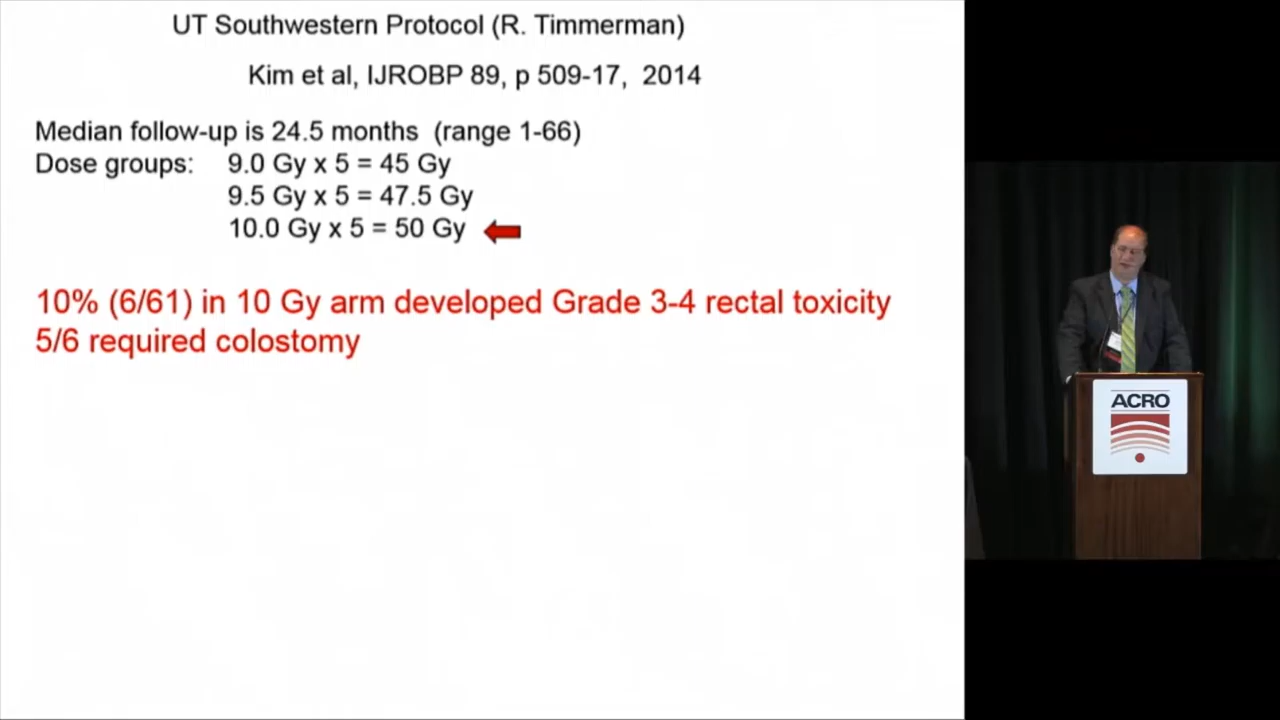 UT Southwestern Protocol (R. Timmerman)
Kim et al, IJROBP 89, p 509-17, 2014
Median follow-up is 24.5 months (range 1-66)
Dose groups: 9.0 Gy x 5 = 45 Gy
9.5 Gy x 5 = 47.5 Gy
10.0 Gy x 5 = 50 Gy
10% (6/61) in 10 Gy arm developed Grade 3-4 rectal toxicity
5/6 required colostomy
ACRO